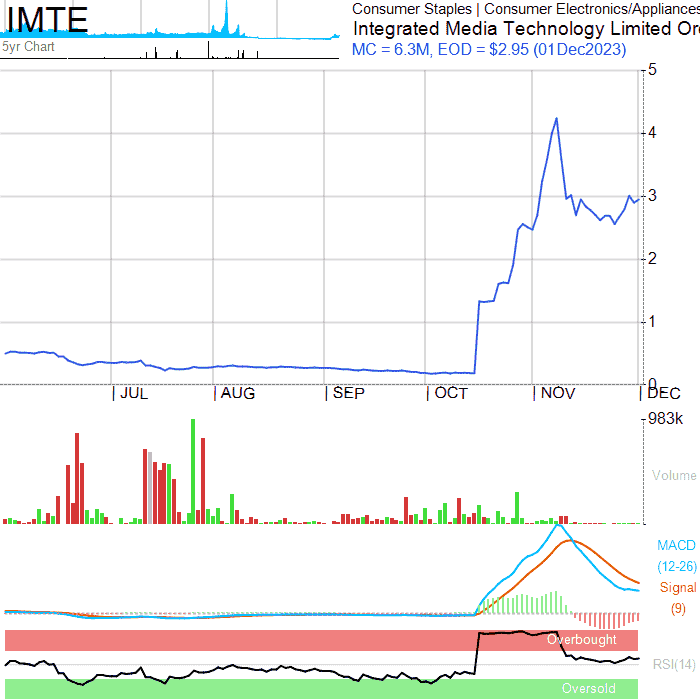 IMTE
5yr Chart
Consumer Staples | Consumer Electronics/Appliances
Integrated Media Technology Limited Or
MC = 6.3M, EOD = $2.95 (01Dec2023)
5
4
3
2
1
0
JUL AUG SEP OCT NOV DEC
983k
Volume
MACD
(12-26)
Signal
(9)
Overbought
RSI(14)
Oversold